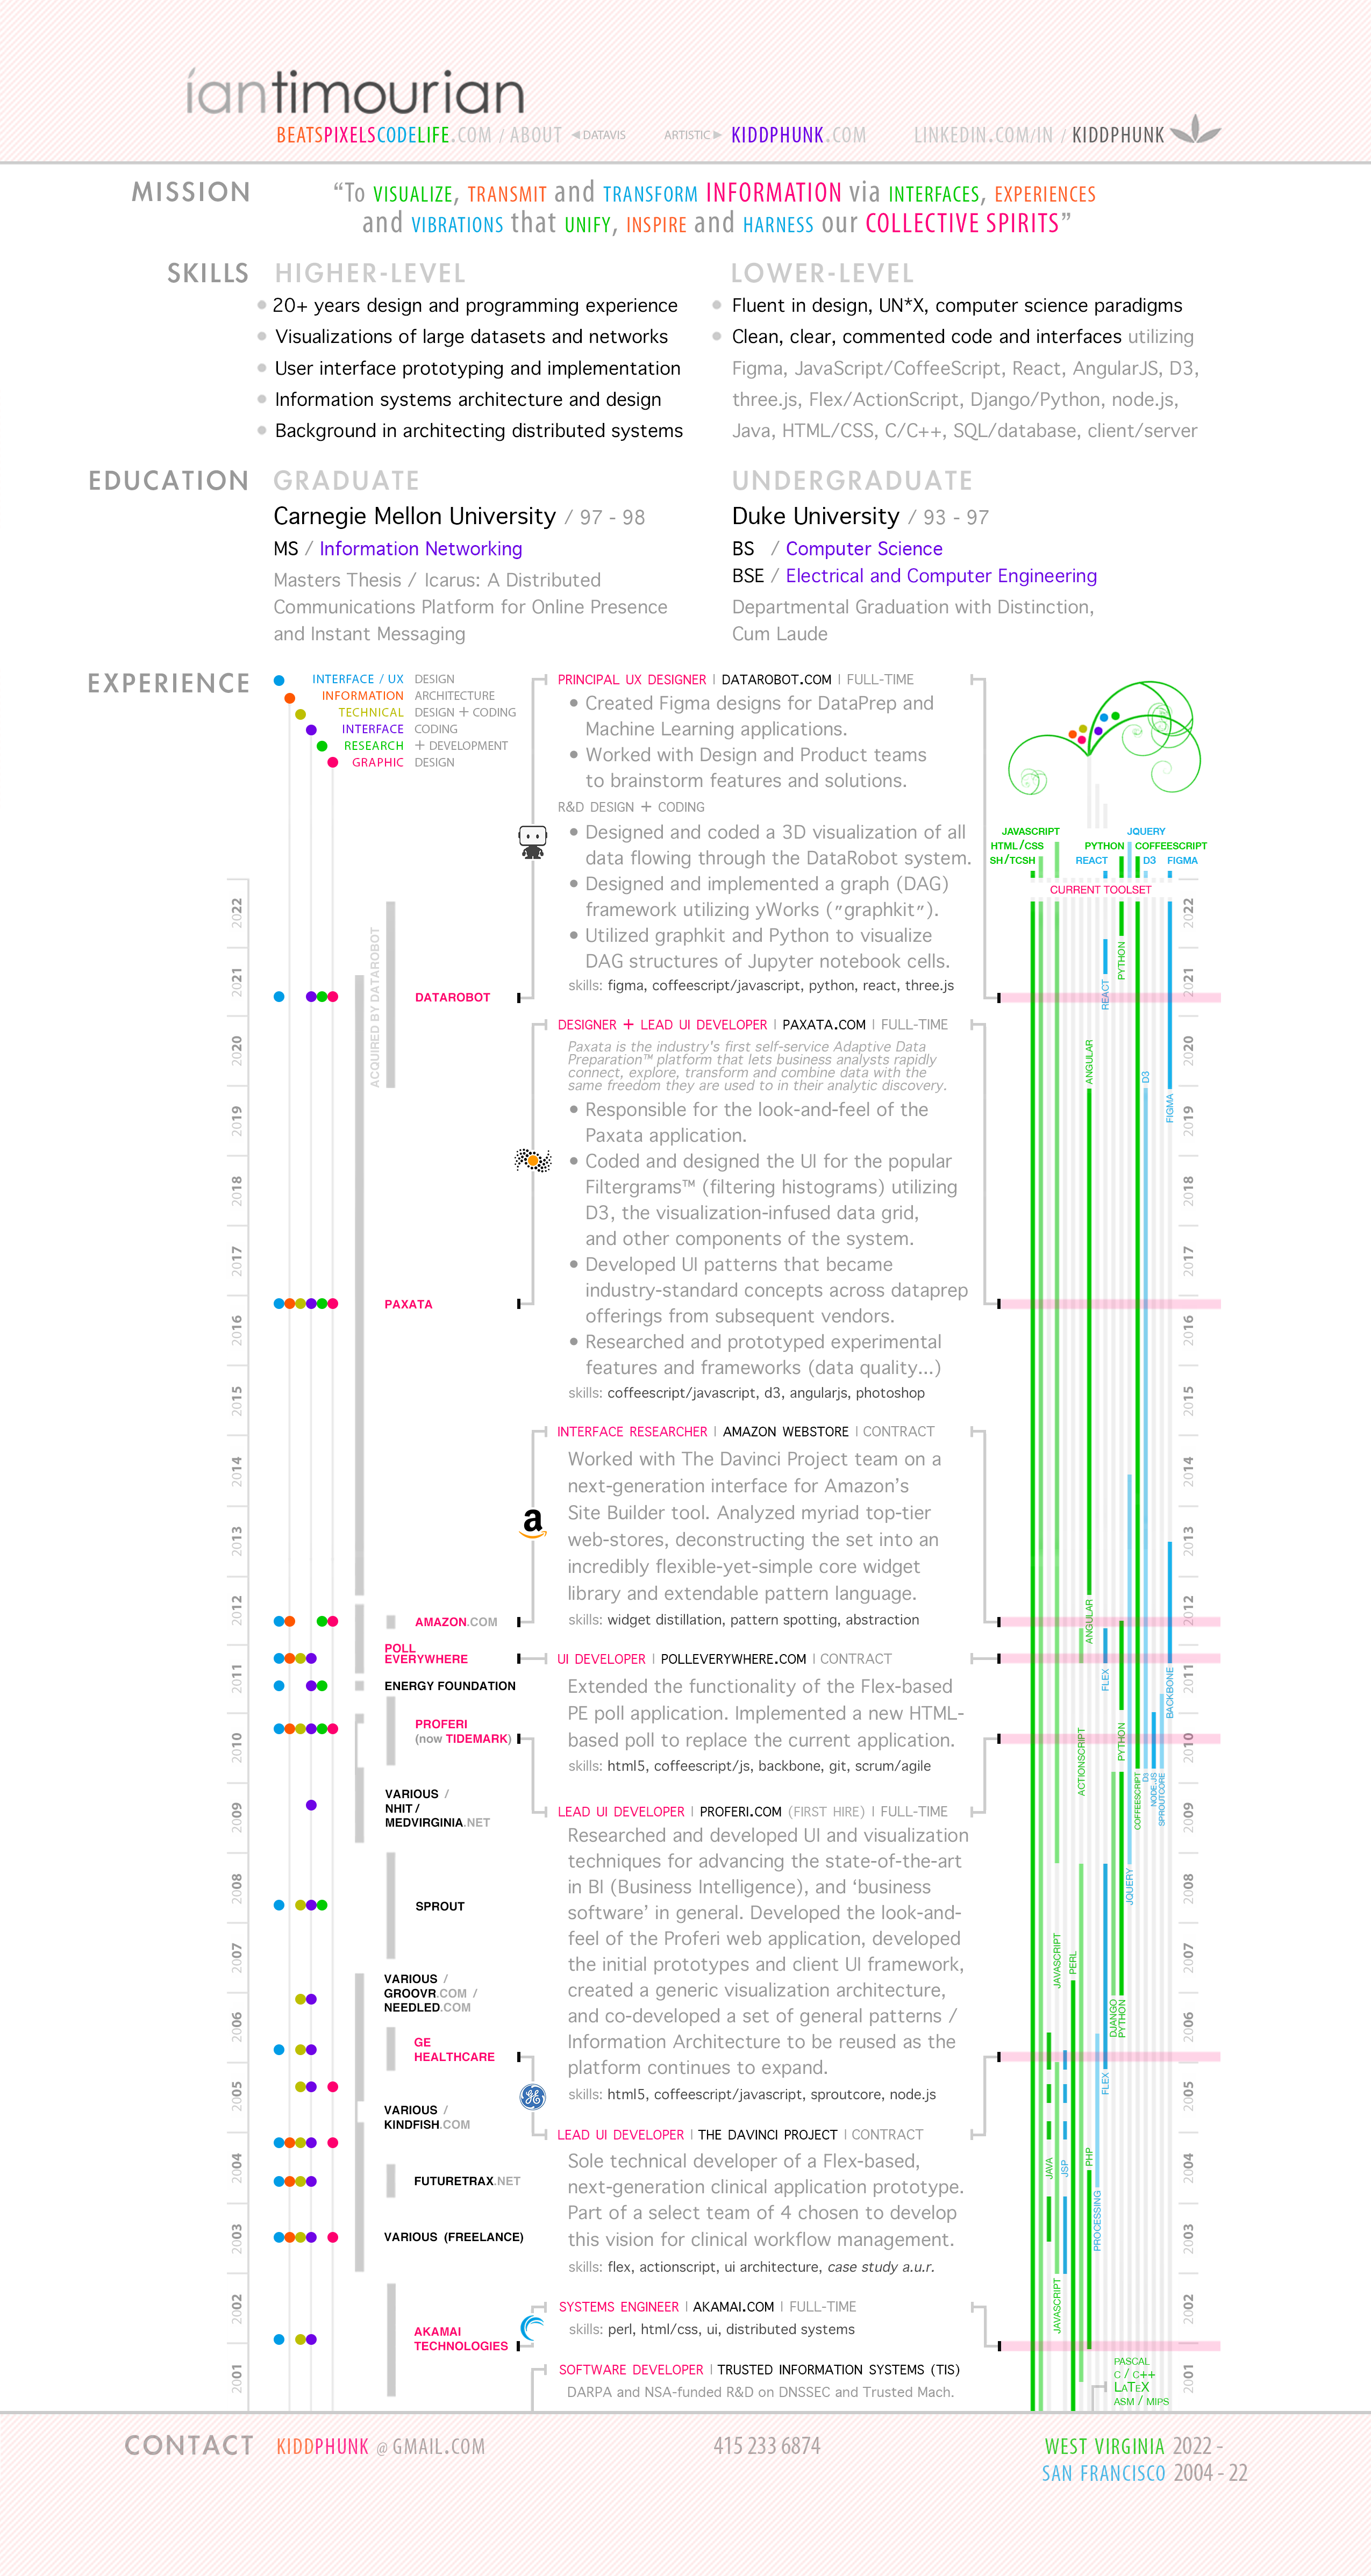 íantimourian
BEATSPIXELSCODELIFE.COM / ABOUT ◀DATAVIS ARTISTIC▶ KIDDPHUNK.COM LINKEDIN.COM/IN / KIDDPHUNK
MISSION
“To VISUALIZE, TRANSMIT and TRANSFORM INFORMATION via INTERFACES, EXPERIENCES
and VIBRATIONS that UNIFY, INSPIRE and HARNESS our COLLECTIVE SPIRITS”
SKILLS
HIGHER-LEVEL
• 20+ years design and programming experience
• Visualizations of large datasets and networks
• User interface prototyping and implementation
• Information systems architecture and design
• Background in architecting distributed systems
LOWER-LEVEL
• Fluent in design, UN*X, computer science paradigms
• Clean, clear, commented code and interfaces utilizing
Figma, JavaScript/CoffeeScript, React, AngularJS, D3,
three.js, Flex/ActionScript, Django/Python, node.js,
Java, HTML/CSS, C/C++, SQL/database, client/server
EDUCATION
GRADUATE
Carnegie Mellon University / 97 - 98
MS / Information Networking
Masters Thesis / Icarus: A Distributed
Communications Platform for Online Presence
and Instant Messaging
UNDERGRADUATE
Duke University / 93 - 97
BS / Computer Science
BSE / Electrical and Computer Engineering
Departmental Graduation with Distinction,
Cum Laude
EXPERIENCE
INTERFACE / UX DESIGN
INFORMATION ARCHITECTURE
TECHNICAL DESIGN + CODING
INTERFACE CODING
RESEARCH + DEVELOPMENT
GRAPHIC DESIGN
2022
2021
2020
2019
2018
2017
2016
2015
2014
2013
2012
2011
2010
2009
2008
2007
2006
2005
2004
2003
2002
2001
ACQUIRED BY DATAROBOT
DATAROBOT
PAXATA
AMAZON.COM
POLL
EVERYWHERE
ENERGY FOUNDATION
PROFERI
(now TIDEMARK)
VARIOUS /
NHIT /
MEDVIRGINIA.NET
SPROUT
VARIOUS /
GROOVR.COM /
NEEDLED.COM
GE
HEALTHCARE
VARIOUS /
KINDFISH.COM
FUTURETRAX.NET
VARIOUS (FREELANCE)
AKAMAI
TECHNOLOGIES
PRINCIPAL UX DESIGNER | DATAROBOT.COM | FULL-TIME
• Created Figma designs for DataPrep and
Machine Learning applications.
• Worked with Design and Product teams
to brainstorm features and solutions.
R&D DESIGN + CODING
• Designed and coded a 3D visualization of all
data flowing through the DataRobot system.
• Designed and implemented a graph (DAG)
framework utilizing yWorks (”graphkit”).
• Utilized graphkit and Python to visualize
DAG structures of Jupyter notebook cells.
skills: figma, coffeescript/javascript, python, react, three.js
DESIGNER + LEAD UI DEVELOPER | PAXATA.COM | FULL-TIME
Paxata is the industry's first self-service Adaptive Data
Preparation™ platform that lets business analysts rapidly
connect, explore, transform and combine data with the
same freedom they are used to in their analytic discovery.
• Responsible for the look-and-feel of the
Paxata application.
• Coded and designed the UI for the popular
Filtergrams™ (filtering histograms) utilizing
D3, the visualization-infused data grid,
and other components of the system.
• Developed UI patterns that became
industry-standard concepts across dataprep
offerings from subsequent vendors.
• Researched and prototyped experimental
features and frameworks (data quality...)
skills: coffeescript/javascript, d3, angularjs, photoshop
INTERFACE RESEARCHER | AMAZON WEBSTORE | CONTRACT
a
Worked with The Davinci Project team on a
next-generation interface for Amazon’s
Site Builder tool. Analyzed myriad top-tier
web-stores, deconstructing the set into an
incredibly flexible-yet-simple core widget
library and extendable pattern language.
skills: widget distillation, pattern spotting, abstraction
UI DEVELOPER | POLLEVERYWHERE.COM | CONTRACT
Extended the functionality of the Flex-based
PE poll application. Implemented a new HTML-
based poll to replace the current application.
skills: html5, coffeescript/js, backbone, git, scrum/agile
LEAD UI DEVELOPER | PROFERI.COM (FIRST HIRE) | FULL-TIME
Researched and developed UI and visualization
techniques for advancing the state-of-the-art
in BI (Business Intelligence), and ‘business
software’ in general. Developed the look-and-
feel of the Proferi web application, developed
the initial prototypes and client UI framework,
created a generic visualization architecture,
and co-developed a set of general patterns /
Information Architecture to be reused as the
platform continues to expand.
skills: html5, coffeescript/javascript, sproutcore, node.js
GE
LEAD UI DEVELOPER | THE DAVINCI PROJECT | CONTRACT
Sole technical developer of a Flex-based,
next-generation clinical application prototype.
Part of a select team of 4 chosen to develop
this vision for clinical workflow management.
skills: flex, actionscript, ui architecture, case study a.u.r.
SYSTEMS ENGINEER | AKAMAI.COM | FULL-TIME
skills: perl, html/css, ui, distributed systems
SOFTWARE DEVELOPER | TRUSTED INFORMATION SYSTEMS (TIS)
DARPA and NSA-funded R&D on DNSSEC and Trusted Mach.
JAVASCRIPT JQUERY
HTML/CSS PYTHON COFFEESCRIPT
SH/TCSH REACT D3 FIGMA
CURRENT TOOLSET
PYTHON
REACT
ANGULAR
D3
FIGMA
ANGULAR
FLEX
BACKBONE
ACTIONSCRIPT
PYTHON
COFFEESCRIPT
D3
NODE.JS
SPROUTCORE
JQUERY
JAVASCRIPT
PERL
DJANGO
PYTHON
FLEX
JAVA
JSP
PHP
PROCESSING
JAVASCRIPT
PASCAL
C / C++
LATEX
ASM / MIPS
2022
2021
2020
2019
2018
2017
2016
2015
2014
2013
2012
2011
2010
2009
2008
2007
2006
2005
2004
2003
2002
2001
CONTACT
KIDDPHUNK @ GMAIL.COM
415 233 6874
WEST VIRGINIA 2022 -
SAN FRANCISCO 2004 - 22